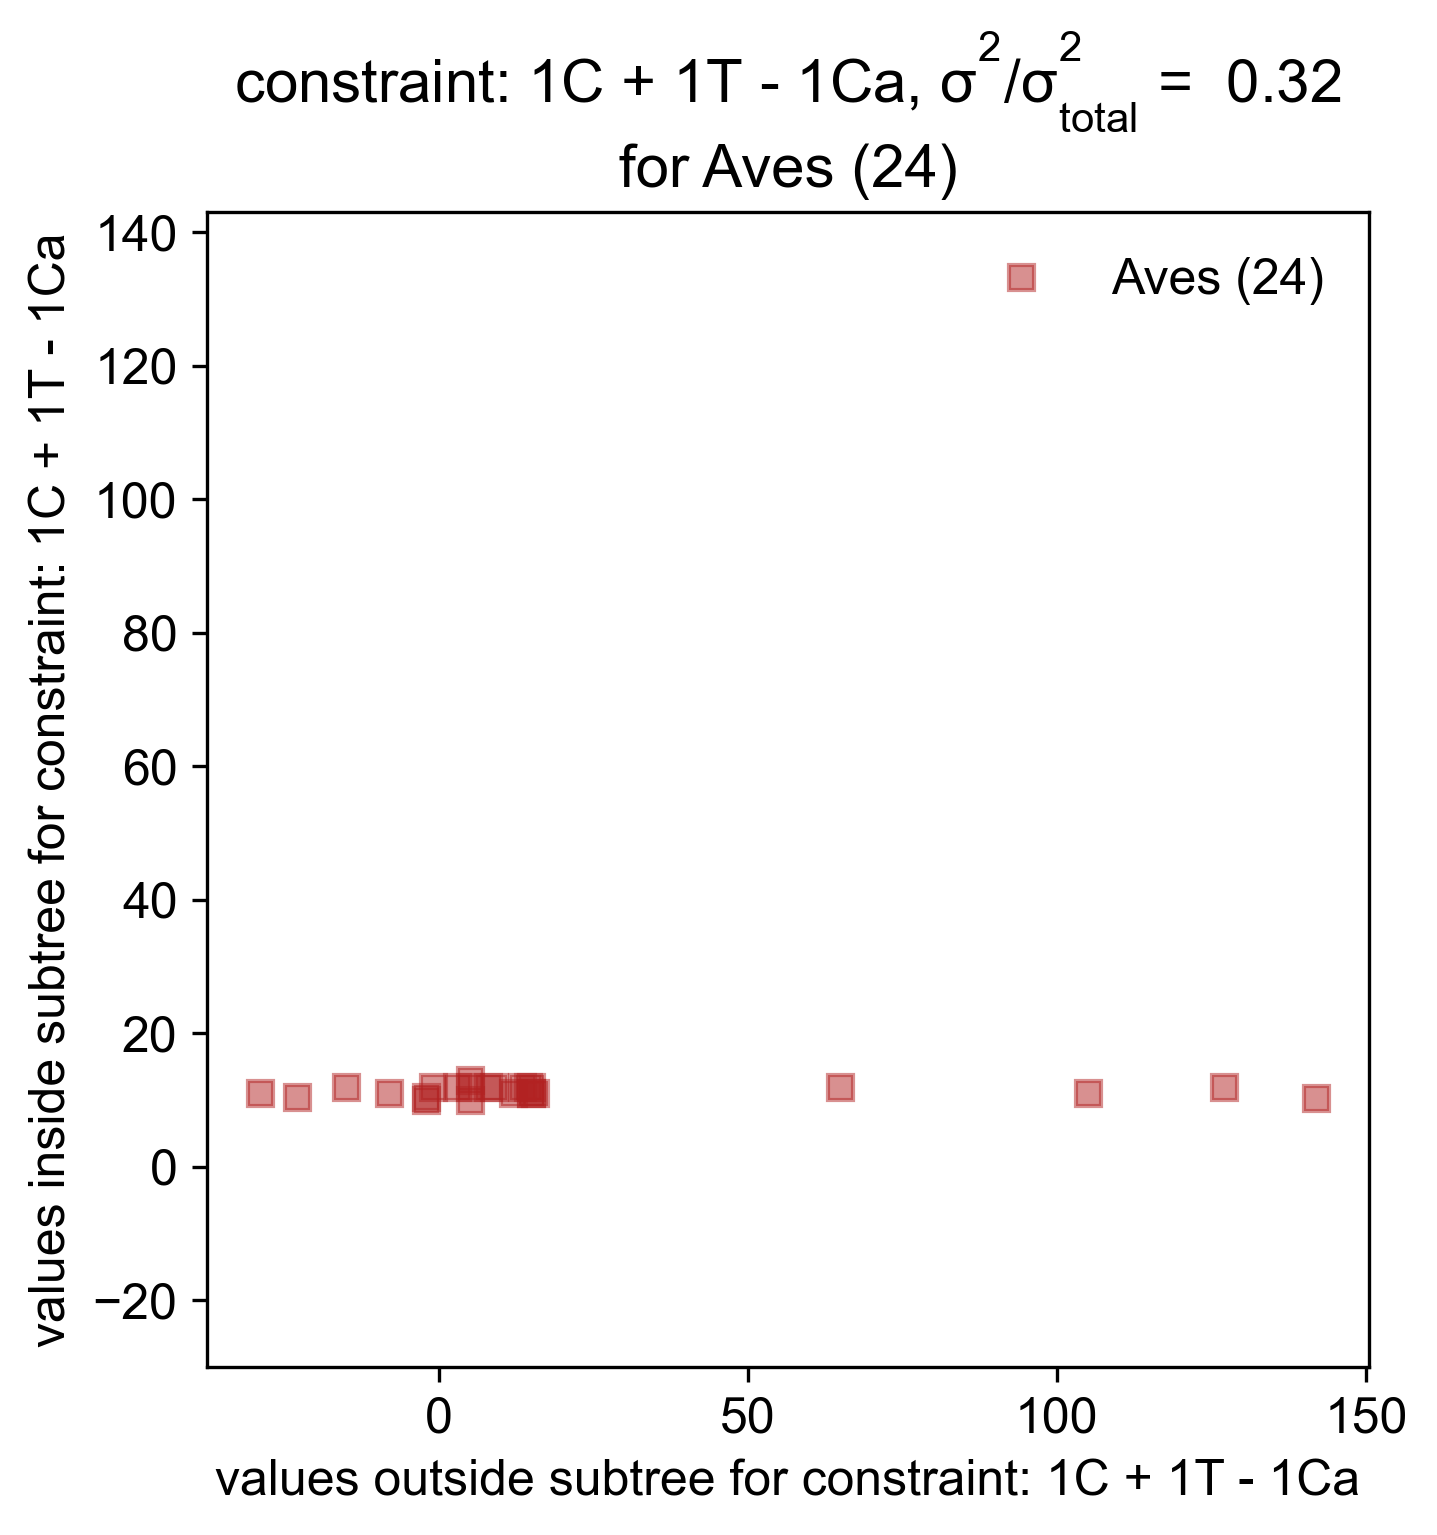 constraint: 1C + 1T - 1Ca, σ²/σ²total = 0.32
for Aves (24)
Aves (24)
values inside subtree for constraint: 1C + 1T - 1Ca
140
120
100
80
60
40
20
0
−20
0 50 100 150
values outside subtree for constraint: 1C + 1T - 1Ca